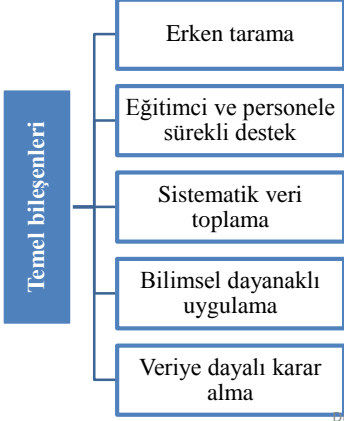 Temel bileşenleri
Erken tarama
Eğitimci ve personele
sürekli destek
Sistematik veri
toplama
Bilimsel dayanaklı
uygulama
Veriye dayalı karar
alma